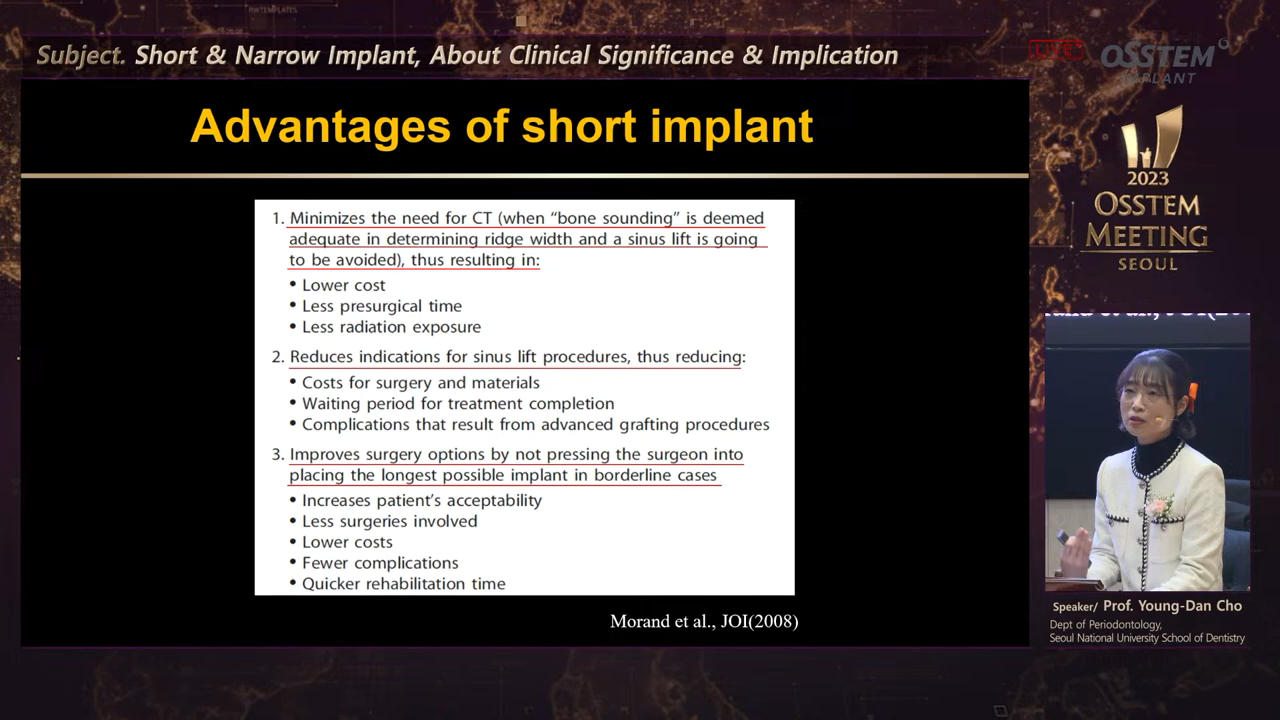 Subject. Short & Narrow Implant, About Clinical Significance & Implication
LIVE
OSSTEM
IMPLANT
Advantages of short implant
1. Minimizes the need for CT (when “bone sounding” is deemed
adequate in determining ridge width and a sinus lift is going
to be avoided), thus resulting in:
• Lower cost
• Less presurgical time
• Less radiation exposure
2. Reduces indications for sinus lift procedures, thus reducing:
• Costs for surgery and materials
• Waiting period for treatment completion
• Complications that result from advanced grafting procedures
3. Improves surgery options by not pressing the surgeon into
placing the longest possible implant in borderline cases
• Increases patient’s acceptability
• Less surgeries involved
• Lower costs
• Fewer complications
• Quicker rehabilitation time
Morand et al., JOI(2008)
2023
OSSTEM
MEETING
SEOUL
Speaker/ Prof. Young-Dan Cho
Dept of Periodontology,
Seoul National University School of Dentistry